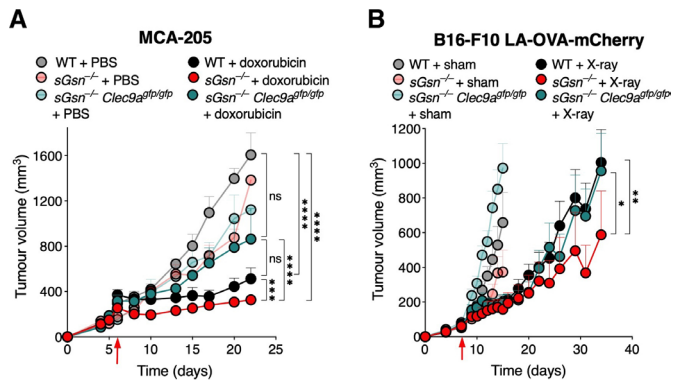 A
MCA-205
WT + PBS
WT + doxorubicin
sGsn–/– + PBS
sGsn–/– + doxorubicin
sGsn–/– Clec9agfp/gfp
+ PBS
sGsn–/– Clec9agfp/gfp
+ doxorubicin
Tumour volume (mm3)
1600
1200
800
400
0
0 5 10 15 20 25
Time (days)
ns
****
****
ns
****
***
B
B16-F10 LA-OVA-mCherry
WT + sham
WT + X-ray
sGsn–/– + sham
sGsn–/– + X-ray
sGsn–/– Clec9agfp/gfp
+ sham
sGsn–/– Clec9agfp/gfp
+ X-ray
Tumour volume (mm3)
1200
1000
800
600
400
200
0
0 10 20 30 40
Time (days)
*
**